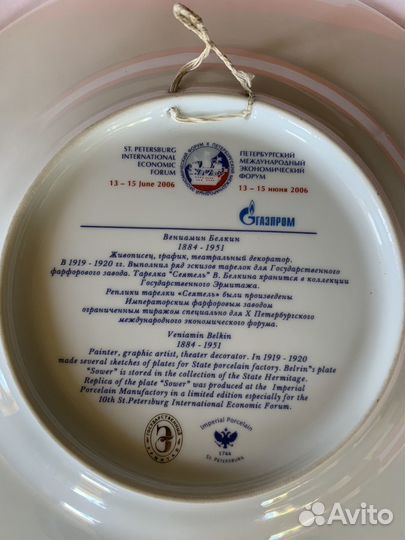 ST. PETERSBURG
INTERNATIONAL
ECONOMIC
FORUM
13 – 15 June 2006
ПЕТЕРБУРГСКИЙ
МЕЖДУНАРОДНЫЙ
ЭКОНОМИЧЕСКИЙ
ФОРУМ
13 – 15 июня 2006
ГАЗПРОМ
Вениамин Белкин
1884 - 1951
Живописец, график, театральный декоратор.
В 1919 - 1920 гг. Выполнил ряд эскизов тарелок для Государственного
фарфорового завода. Тарелка "Сеятель" В. Белкина хранится в коллекции
Государственного Эрмитажа.
Реплики тарелки «Сеятель» были произведены
Императорским фарфоровым заводом
ограниченным тиражом специально для X Петербургского
международного экономического форума.
Veniamin Belkin
1884 - 1951
Painter, graphic artist, theater decorator. In 1919 - 1920
made several sketches of plates for State porcelain factory. Belrin"s plate
"Sower" is stored in the collection of the State Hermitage.
Replica of the plate "Sower" was produced at the Imperial
Porcelain Manufactory in a limited edition especially for the
10th St.Petersburg International Economic Forum.
Imperial Porcelain
1744
St. PETERSBURG
Avito